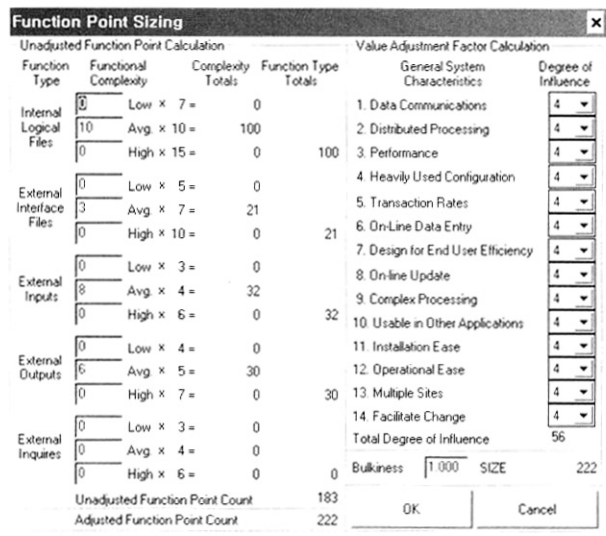 Function Point Sizing
Unadjusted Function Point Calculation
Function Type Functional Complexity Complexity Totals Function Type Totals
Internal Logical Files
0 Low × 7 = 0
10 Avg. × 10 = 100
0 High × 15 = 0 100
External Interface Files
0 Low × 5 = 0
3 Avg. × 7 = 21
0 High × 10 = 0 21
External Inputs
0 Low × 3 = 0
8 Avg. × 4 = 32
0 High × 6 = 0 32
External Outputs
0 Low × 4 = 0
6 Avg. × 5 = 30
0 High × 7 = 0 30
External Inquires
0 Low × 3 = 0
0 Avg. × 4 = 0
0 High × 6 = 0 0
Unadjusted Function Point Count 183
Adjusted Function Point Count 222
Value Adjustment Factor Calculation
General System Characteristics Degree of Influence
1. Data Communications 4
2. Distributed Processing 4
3. Performance 4
4. Heavily Used Configuration 4
5. Transaction Rates 4
6. On-Line Data Entry 4
7. Design for End User Efficiency 4
8. On-line Update 4
9. Complex Processing 4
10. Usable in Other Applications 4
11. Installation Ease 4
12. Operational Ease 4
13. Multiple Sites 4
14. Facilitate Change 4
Total Degree of Influence 56
Bulkiness 1.000 SIZE 222
OK Cancel